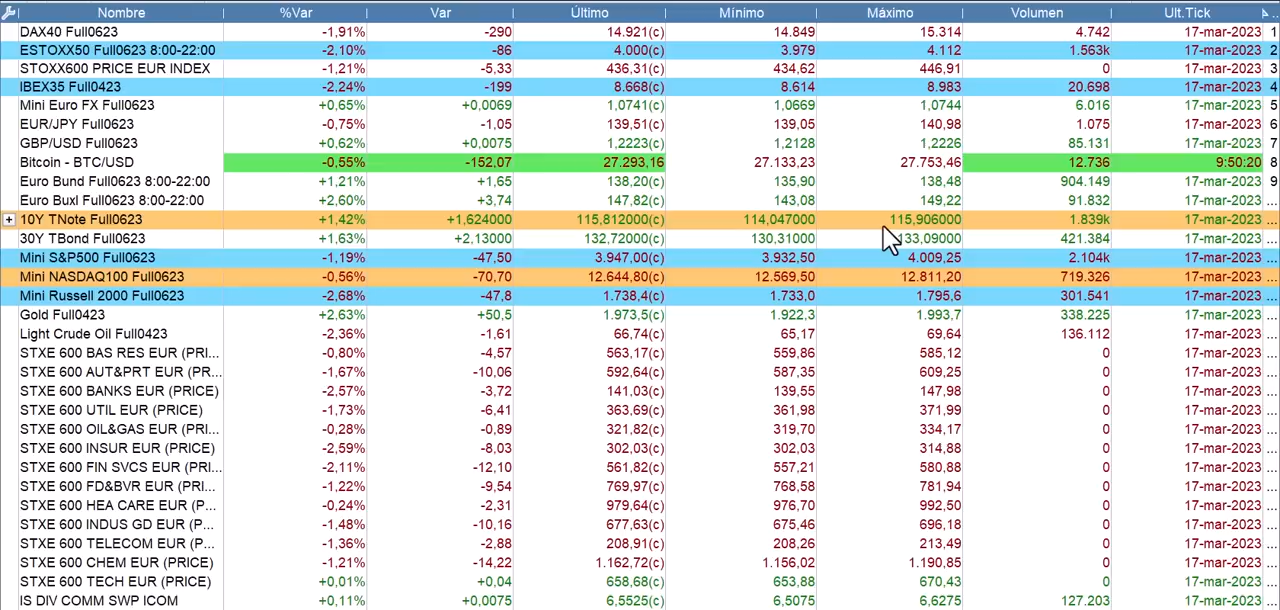 Nombre %Var Var Último Mínimo Máximo Volumen Ult.Tick ..
DAX40 Full0623 -1,91% -290 14.921(c) 14.849 15.314 4.742 17-mar-2023 1
ESTOXX50 Full0623 8:00-22:00 -2,10% -86 4.000(c) 3.979 4.112 1.563k 17-mar-2023 2
STOXX600 PRICE EUR INDEX -1,21% -5,33 436,31(c) 434,62 446,91 0 17-mar-2023 3
IBEX35 Full0423 -2,24% -199 8.668(c) 8.614 8.983 20.698 17-mar-2023 4
Mini Euro FX Full0623 +0,65% +0,0069 1,0741(c) 1,0669 1,0744 6.016 17-mar-2023 5
EUR/JPY Full0623 -0,75% -1,05 139,51(c) 139,05 140,98 1.075 17-mar-2023 6
GBP/USD Full0623 +0,62% +0,0075 1,2223(c) 1,2128 1,2226 85.131 17-mar-2023 7
Bitcoin - BTC/USD -0,55% -152,07 27.293,16 27.133,23 27.753,46 12.736 9:50:20 8
Euro Bund Full0623 8:00-22:00 +1,21% +1,65 138,20(c) 135,90 138,48 904.149 17-mar-2023 9
Euro Buxl Full0623 8:00-22:00 +2,60% +3,74 147,82(c) 143,08 149,22 91.832 17-mar-2023 ...
10Y TNote Full0623 +1,42% +1,624000 115,812000(c) 114,047000 115,906000 1.839k 17-mar-2023 ...
30Y TBond Full0623 +1,63% +2,13000 132,72000(c) 130,31000 133,09000 421.384 17-mar-2023 ...
Mini S&P500 Full0623 -1,19% -47,50 3.947,00(c) 3.932,50 4.009,25 2.104k 17-mar-2023 ...
Mini NASDAQ100 Full0623 -0,56% -70,70 12.644,80(c) 12.569,50 12.811,20 719.326 17-mar-2023 ...
Mini Russell 2000 Full0623 -2,68% -47,8 1.738,4(c) 1.733,0 1.795,6 301.541 17-mar-2023 ...
Gold Full0423 +2,63% +50,5 1.973,5(c) 1.922,3 1.993,7 338.225 17-mar-2023 ...
Light Crude Oil Full0423 -2,36% -1,61 66,74(c) 65,17 69,64 136.112 17-mar-2023 ...
STXE 600 BAS RES EUR (PRI... -0,80% -4,57 563,17(c) 559,86 585,12 0 17-mar-2023 ...
STXE 600 AUT&PRT EUR (PR... -1,67% -10,06 592,64(c) 587,35 609,25 0 17-mar-2023 ...
STXE 600 BANKS EUR (PRICE) -2,57% -3,72 141,03(c) 139,55 147,98 0 17-mar-2023 ...
STXE 600 UTIL EUR (PRICE) -1,73% -6,41 363,69(c) 361,98 371,99 0 17-mar-2023 ...
STXE 600 OIL&GAS EUR (PRI... -0,28% -0,89 321,82(c) 319,70 334,17 0 17-mar-2023 ...
STXE 600 INSUR EUR (PRICE) -2,59% -8,03 302,03(c) 302,03 314,88 0 17-mar-2023 ...
STXE 600 FIN SVCS EUR (PRI... -2,11% -12,10 561,82(c) 557,21 580,88 0 17-mar-2023 ...
STXE 600 FD&BVR EUR (PRI... -1,22% -9,54 769,97(c) 768,58 781,94 0 17-mar-2023 ...
STXE 600 HEA CARE EUR (P... -0,24% -2,31 979,64(c) 976,70 992,50 0 17-mar-2023 ...
STXE 600 INDUS GD EUR (P... -1,48% -10,16 677,63(c) 675,46 696,18 0 17-mar-2023 ...
STXE 600 TELECOM EUR (P... -1,36% -2,88 208,91(c) 208,26 213,49 0 17-mar-2023 ...
STXE 600 CHEM EUR (PRICE) -1,21% -14,22 1.162,72(c) 1.156,02 1.190,85 0 17-mar-2023 ...
STXE 600 TECH EUR (PRICE) +0,01% +0,04 658,68(c) 653,88 670,43 0 17-mar-2023 ...
IS DIV COMM SWP ICOM +0,11% +0,0075 6,5525(c) 6,5075 6,6275 127.203 17-mar-2023 ...